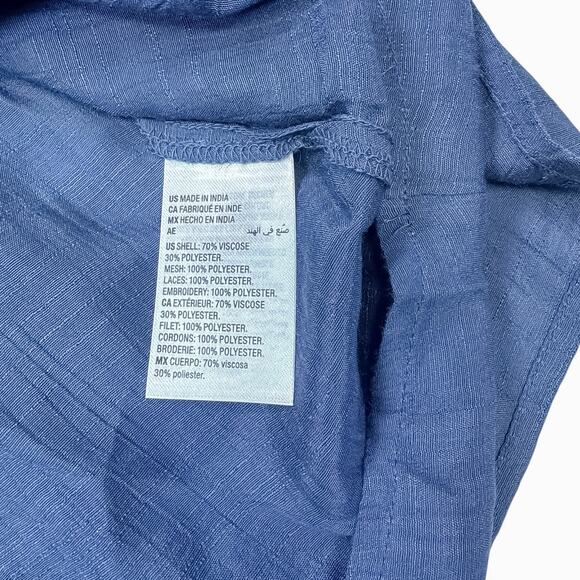 US MADE IN INDIA
CA FABRIQUÉ EN INDE
MX HECHO EN INDIA
AE صُنع في الهند
US SHELL: 70% VISCOSE
30% POLYESTER.
MESH: 100% POLYESTER.
LACES: 100% POLYESTER.
EMBROIDERY: 100% POLYESTER.
CA EXTÉRIEUR: 70% VISCOSE
30% POLYESTER.
FILET: 100% POLYESTER.
CORDONS: 100% POLYESTER.
BRODERIE: 100% POLYESTER.
MX CUERPO: 70% viscosa
30% poliester.